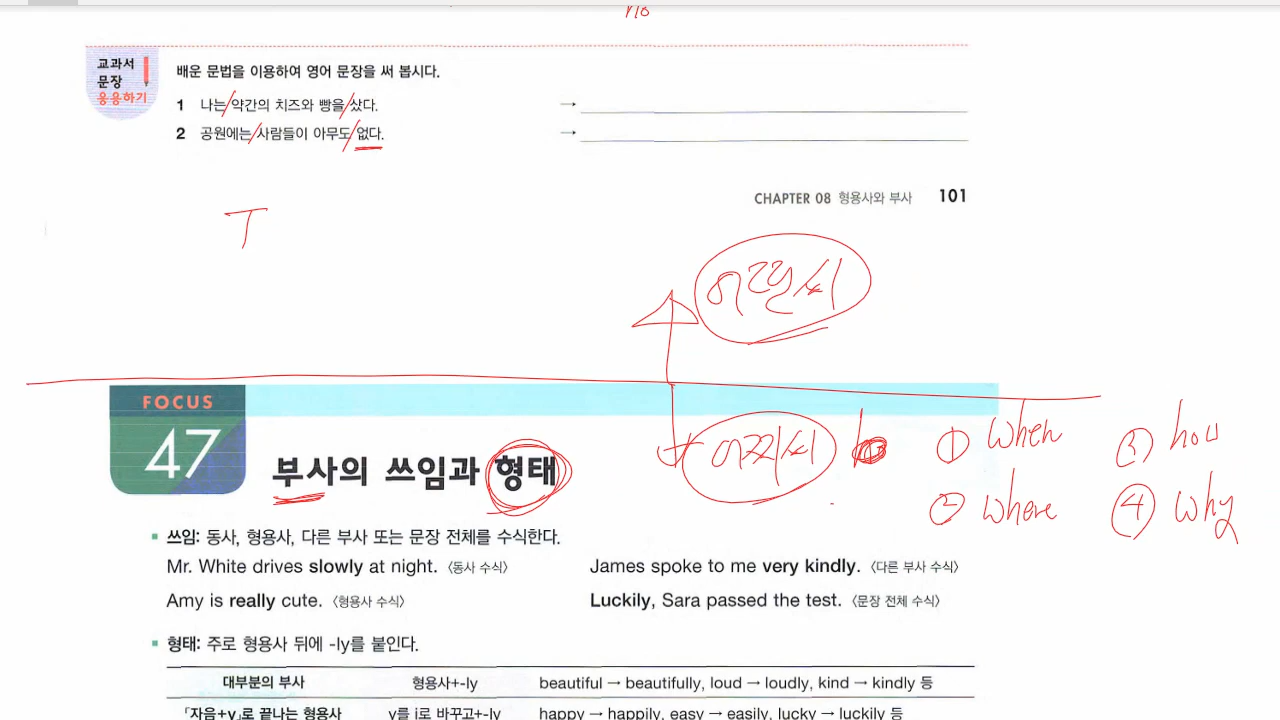 no
교과서
문장
응용하기
배운 문법을 이용하여 영어 문장을 써 봅시다.
1 나는 약간의 치즈와 빵을 샀다. →
2 공원에는 사람들이 아무도 없다. →
CHAPTER 08 형용사와 부사 101
T
FOCUS
47
부사의 쓰임과 형태
① when ③ how
② where ④ why
▪ 쓰임: 동사, 형용사, 다른 부사 또는 문장 전체를 수식한다.
Mr. White drives slowly at night. 〈동사 수식〉 James spoke to me very kindly. 〈다른 부사 수식〉
Amy is really cute. 〈형용사 수식〉 Luckily, Sara passed the test. 〈문장 전체 수식〉
▪ 형태: 주로 형용사 뒤에 -ly를 붙인다.
대부분의 부사 형용사+-ly beautiful → beautifully, loud → loudly, kind → kindly 등
「자음+y」로 끝나는 형용사 y를 i로 바꾸고+-ly happy → happily, easy → easily, lucky → luckily 등